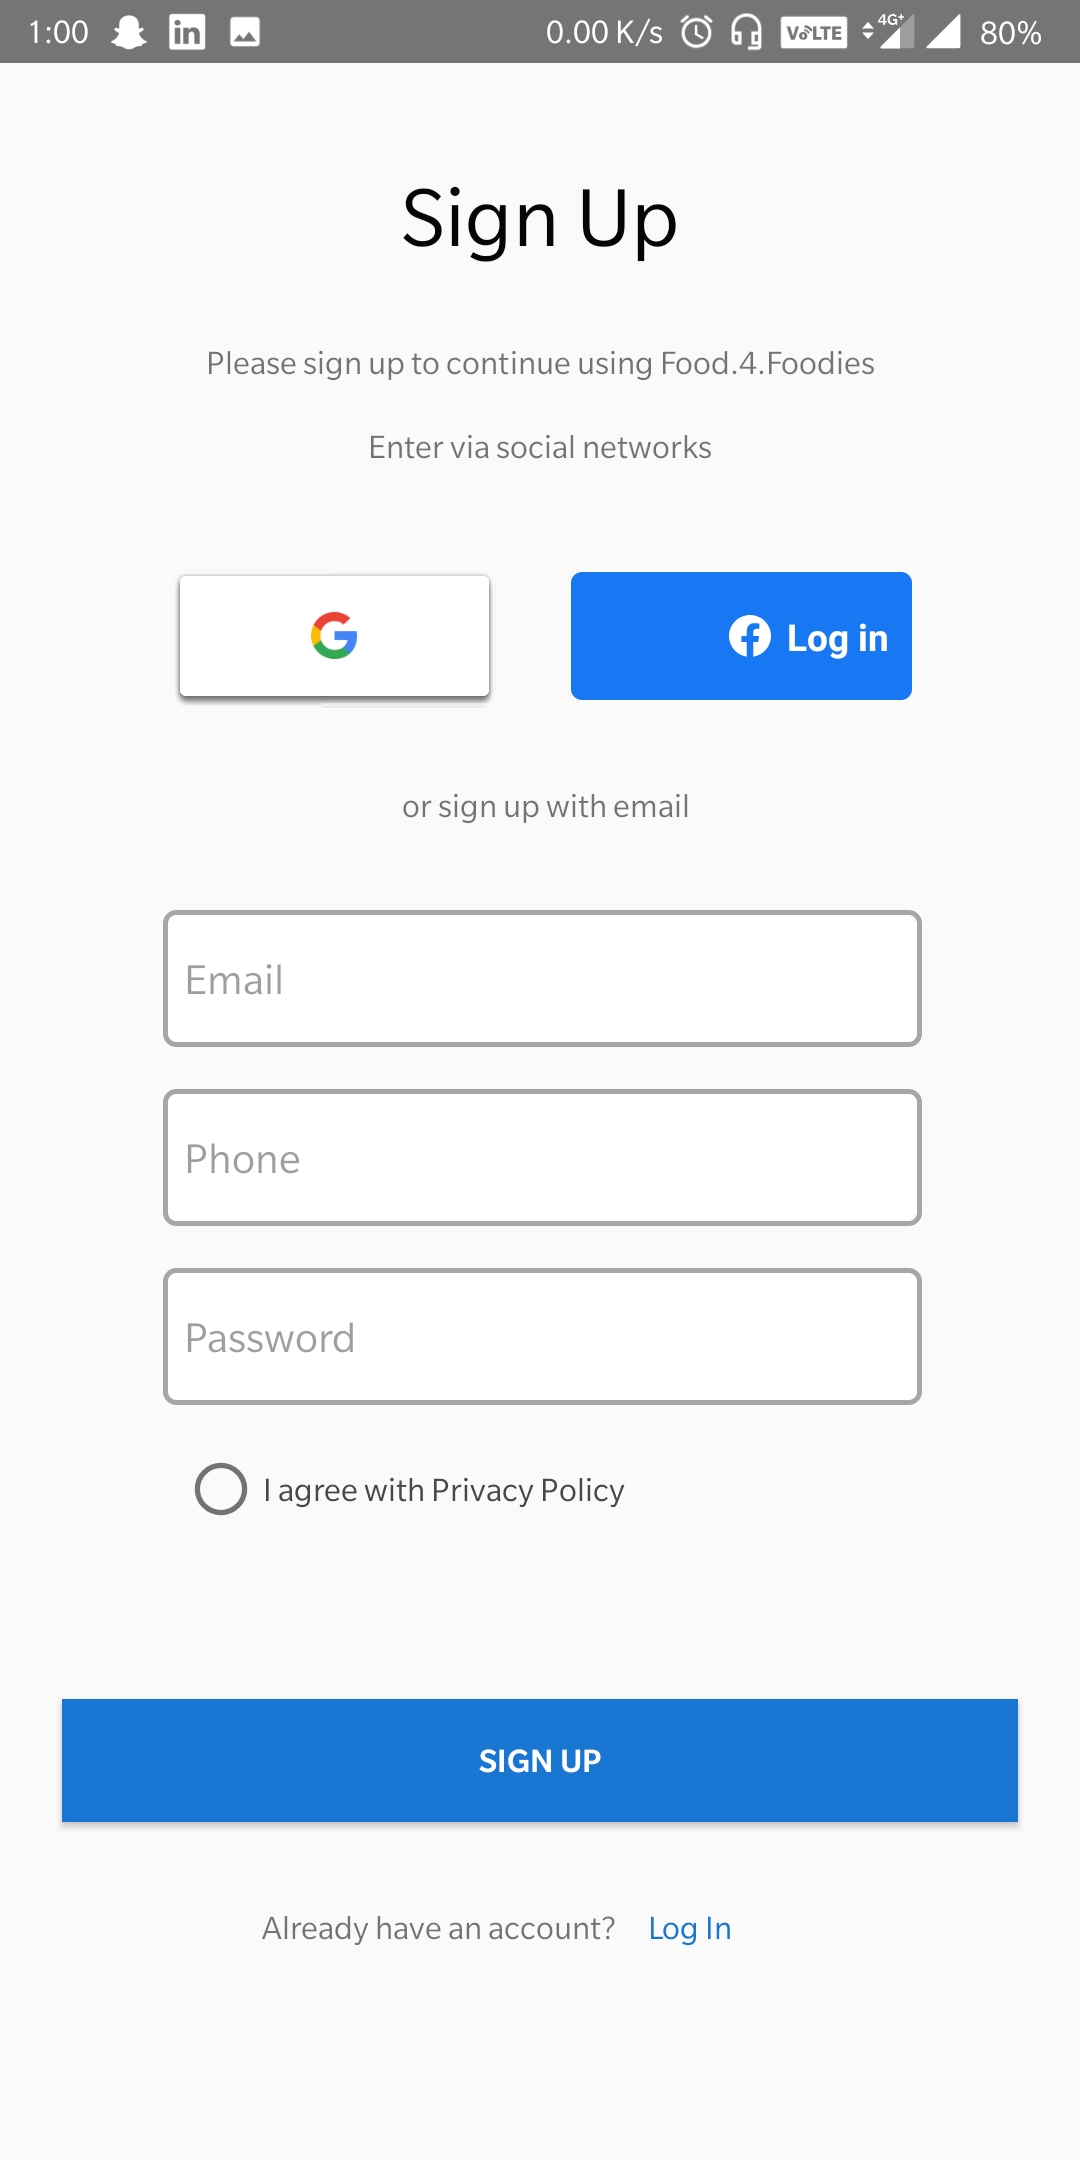 1:00 in 0.00 K/s VoLTE 4G+ 80%
Sign Up
Please sign up to continue using Food.4.Foodies
Enter via social networks
G Log in
or sign up with email
Email
Phone
Password
I agree with Privacy Policy
SIGN UP
Already have an account? Log In